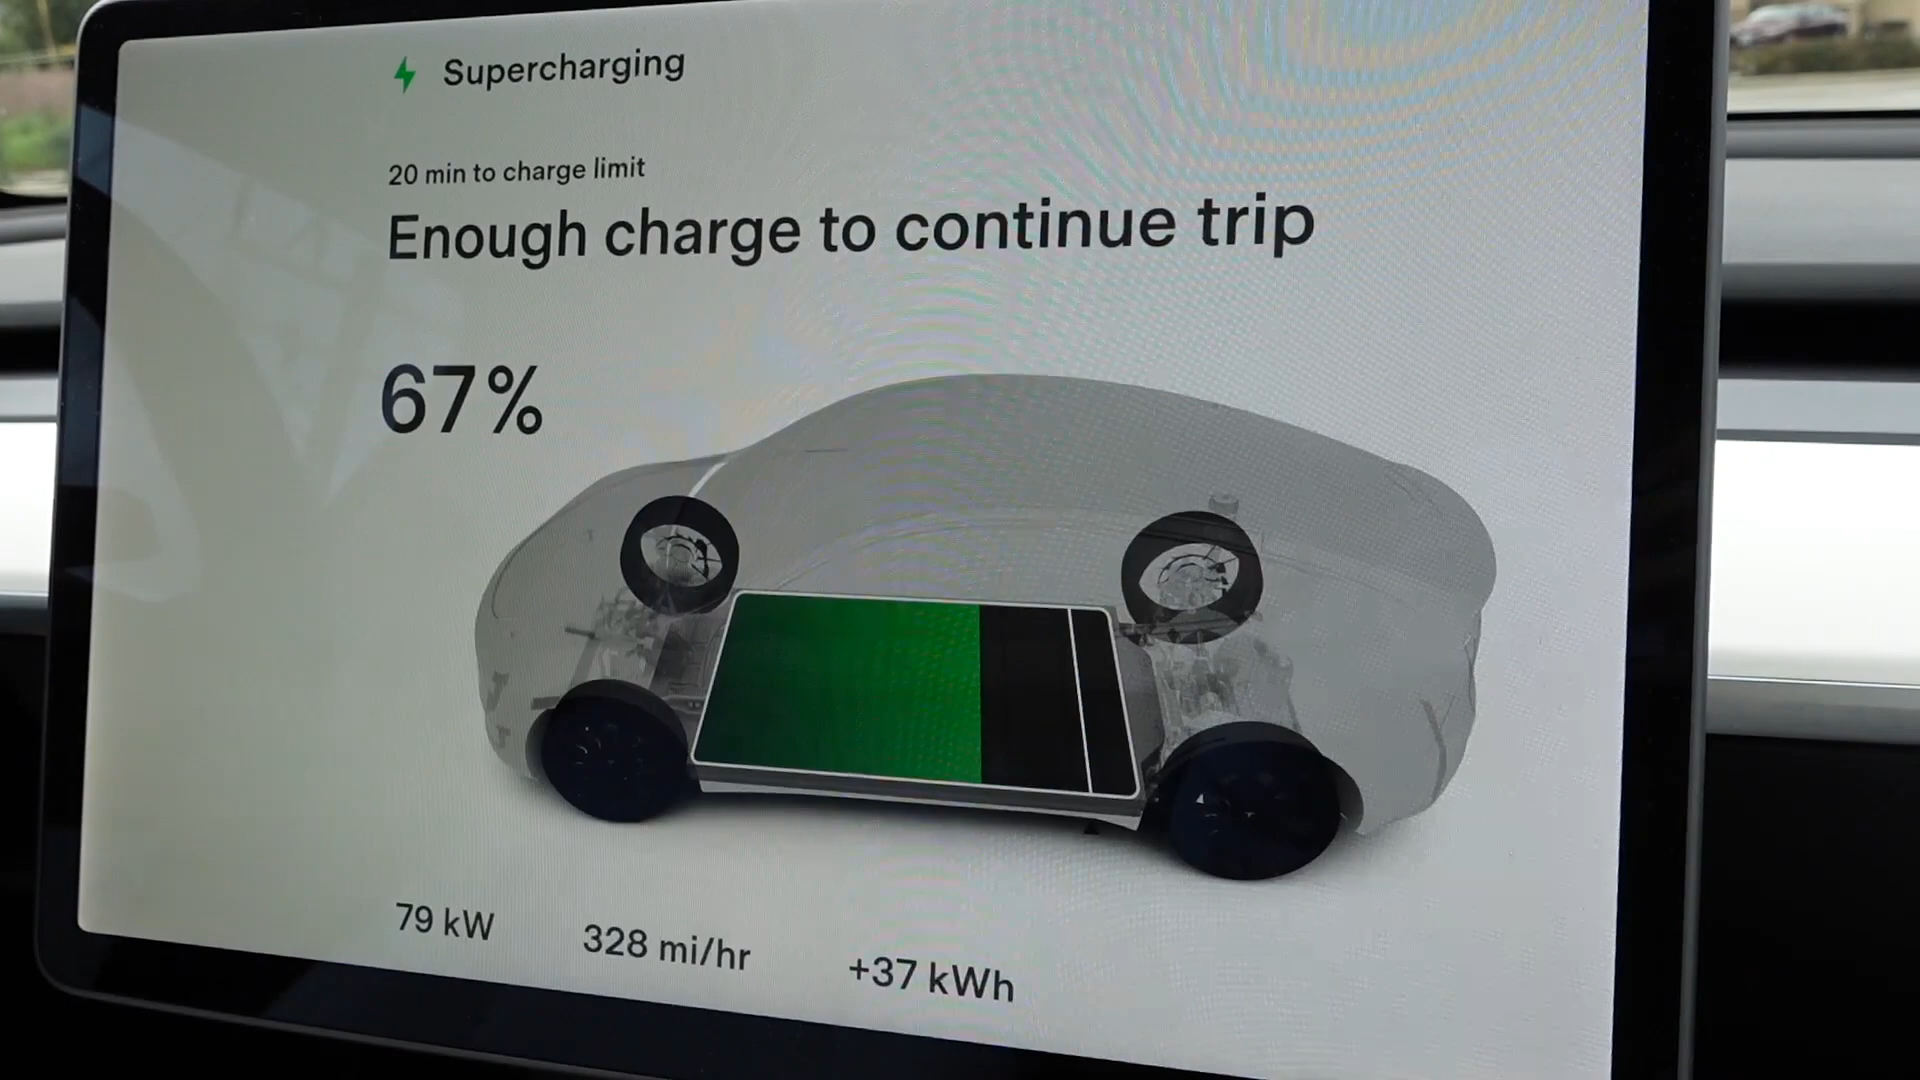 Supercharging
20 min to charge limit
Enough charge to continue trip
67%
79 kW
328 mi/hr
+37 kWh